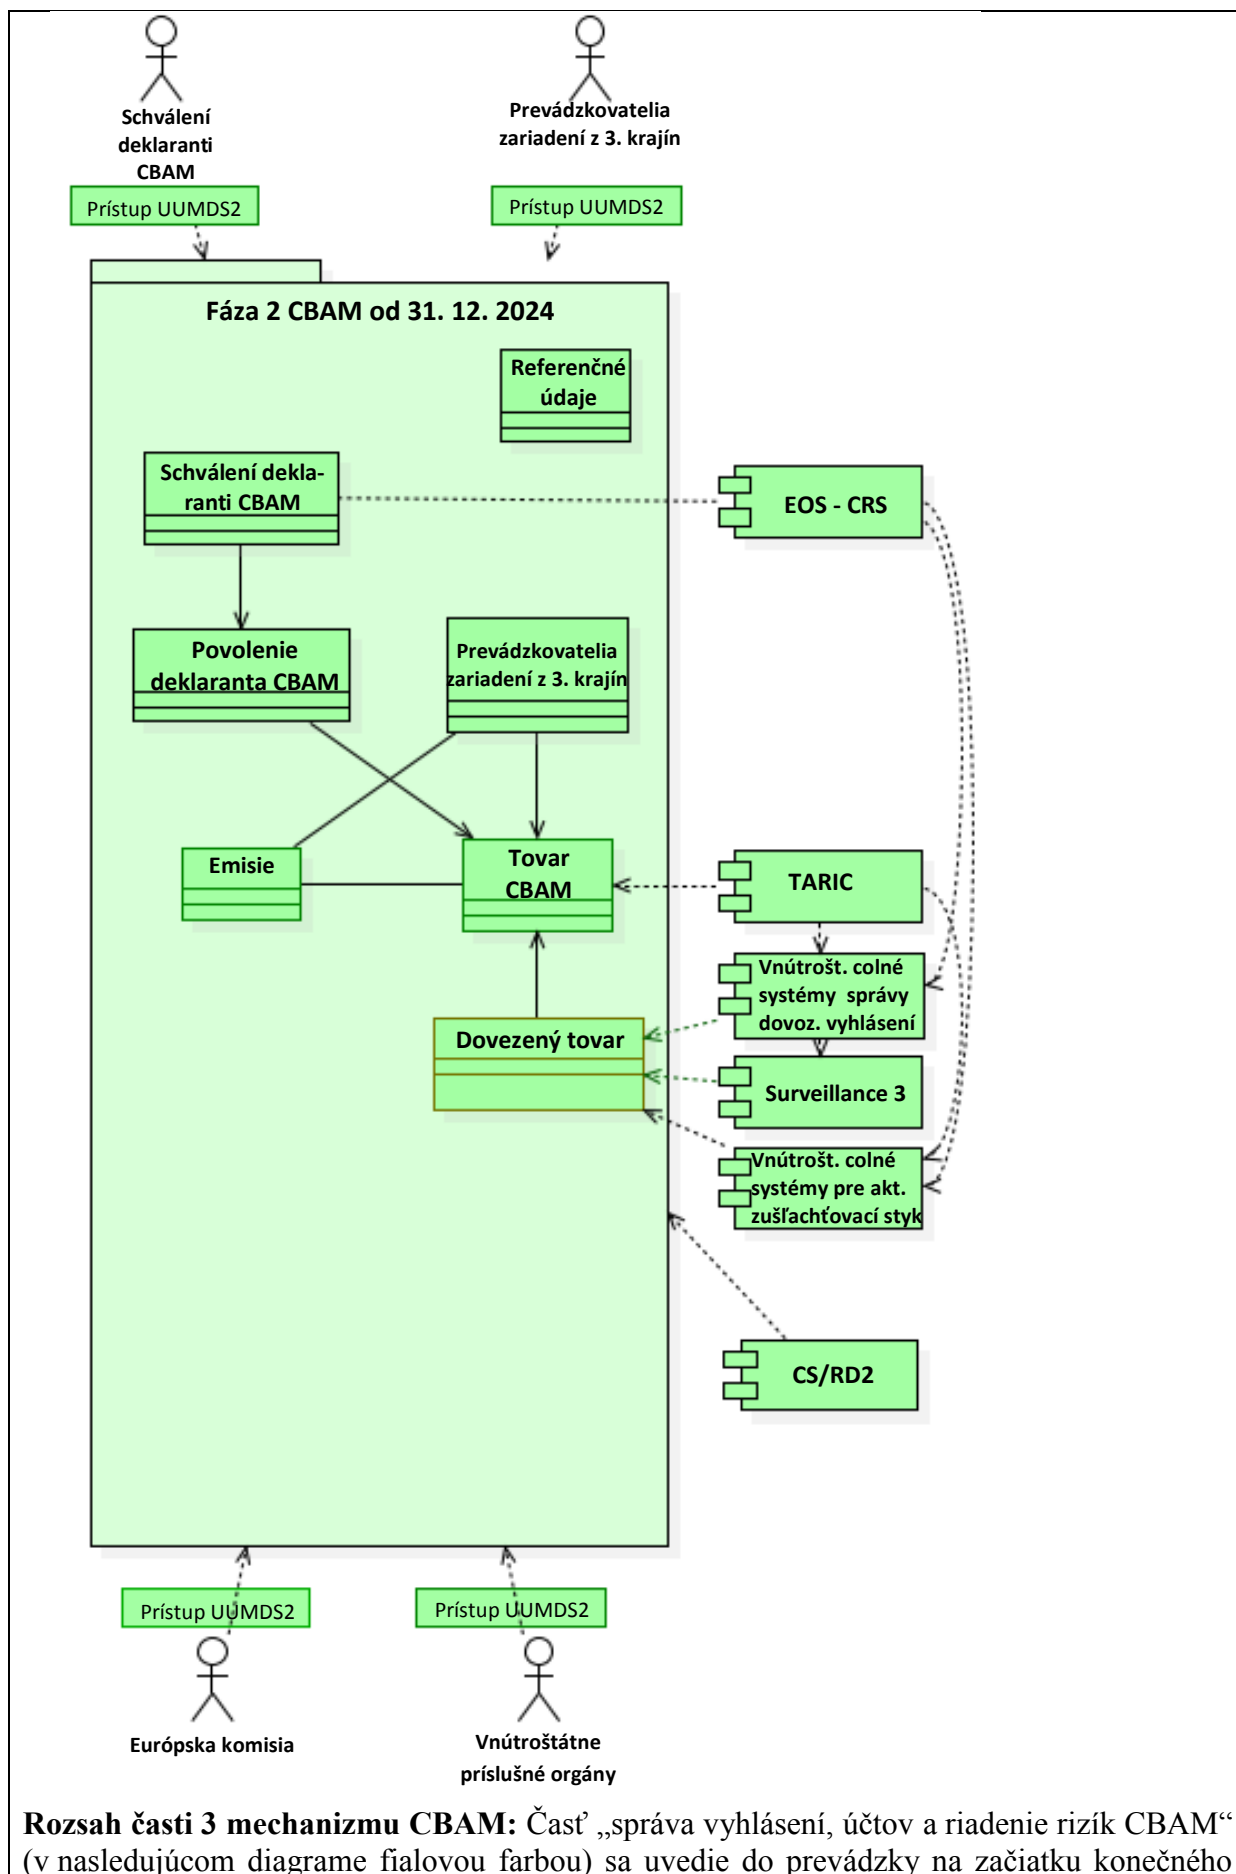 Schválení
deklaranti
CBAM
Prevádzkovatelia
zariadení z 3. krajín
Prístup UUMDS2
Prístup UUMDS2
Fáza 2 CBAM od 31. 12. 2024
Referenčné
údaje
Schválení dekla-
ranti CBAM
EOS - CRS
Povolenie
deklaranta CBAM
Prevádzkovatelia
zariadení z 3. krajín
Emisie
Tovar
CBAM
TARIC
Vnútrošt. colné
systémy správy
dovoz. vyhlásení
Dovezený tovar
Surveillance 3
Vnútrošt. colné
systémy pre akt.
zušľachťovací styk
CS/RD2
Prístup UUMDS2
Prístup UUMDS2
Európska komisia
Vnútroštátne
príslušné orgány
Rozsah časti 3 mechanizmu CBAM: Časť „správa vyhlásení, účtov a riadenie rizík CBAM“
(v nasledujúcom diagrame fialovou farbou) sa uvedie do prevádzky na začiatku konečného